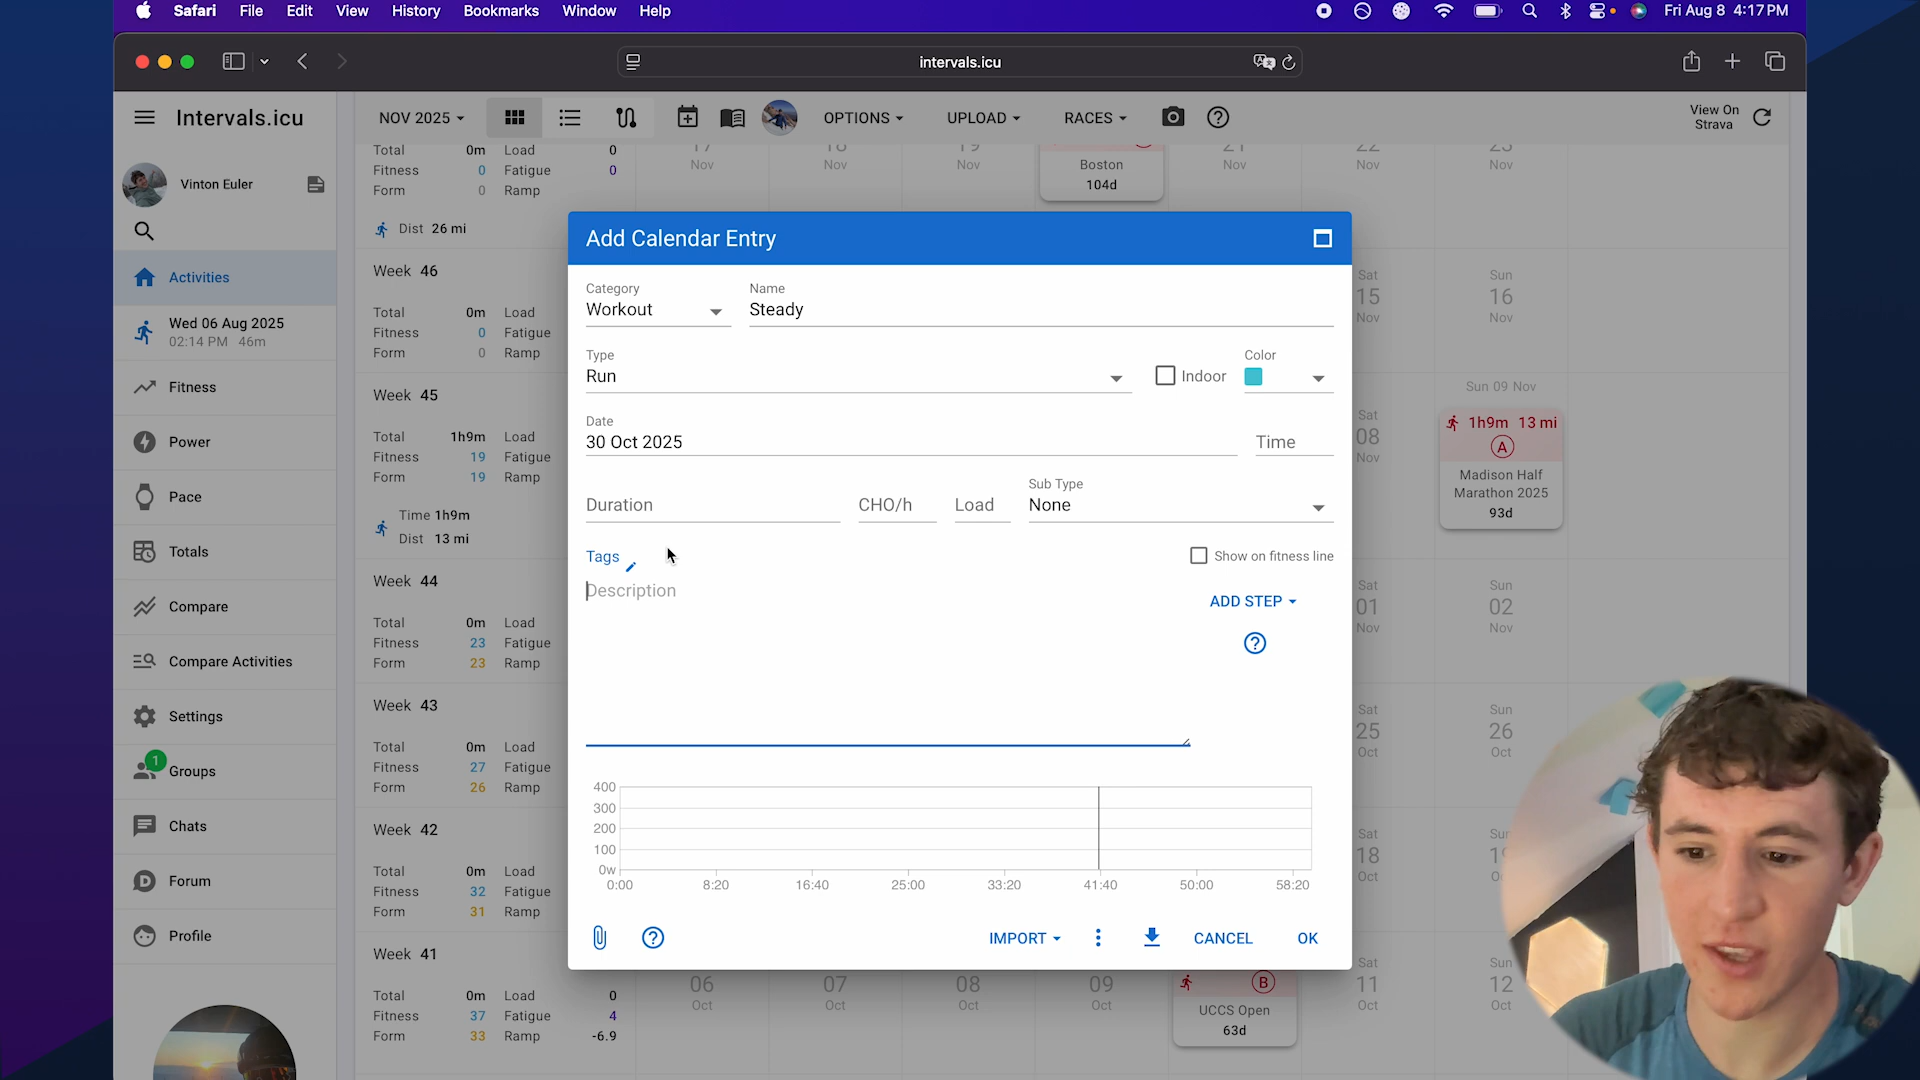 Safari File Edit View History Bookmarks Window Help
Fri Aug 8 4:17 PM
intervals.icu
Intervals.icu
NOV 2025
OPTIONS
UPLOAD
RACES
View On
Strava
Vinton Euler
Activities
Wed 06 Aug 2025
02:14 PM 46m
Fitness
Power
Pace
Totals
Compare
Compare Activities
Settings
1
Groups
Chats
Forum
Profile
Total 0m Load 0
Fitness 0 Fatigue 0
Form 0 Ramp
Dist 26 mi
Week 46
Total 0m Load
Fitness 0 Fatigue
Form 0 Ramp
Week 45
Total 1h9m Load
Fitness 19 Fatigue
Form 19 Ramp
Time 1h9m
Dist 13 mi
Week 44
Total 0m Load
Fitness 23 Fatigue
Form 23 Ramp
Week 43
Total 0m Load
Fitness 27 Fatigue
Form 26 Ramp
Week 42
Total 0m Load
Fitness 32 Fatigue
Form 31 Ramp
Week 41
Total 0m Load 0
Fitness 37 Fatigue 4
Form 33 Ramp -6.9
17 18 19 21 22 23
Nov Nov Nov Nov Nov Nov
Boston
104d
Add Calendar Entry
Category
Workout
Name
Steady
Type
Run
Indoor
Color
Date
30 Oct 2025
Time
Duration
CHO/h
Load
Sub Type
None
Tags
Show on fitness line
Description
ADD STEP
400
300
200
100
0w
0:00 8:20 16:40 25:00 33:20 41:40 50:00 58:20
IMPORT
CANCEL
OK
Sat
15
Nov
Sun
16
Nov
Sun 09 Nov
Sat
08
Nov
1h9m 13 mi
A
Madison Half
Marathon 2025
93d
Sat
01
Nov
Sun
02
Nov
Sat
25
Oct
Sun
26
Oct
Sat
18
Oct
Sat
11
Oct
Sun
12
Oct
06
Oct
07
Oct
08
Oct
09
Oct
B
UCCS Open
63d